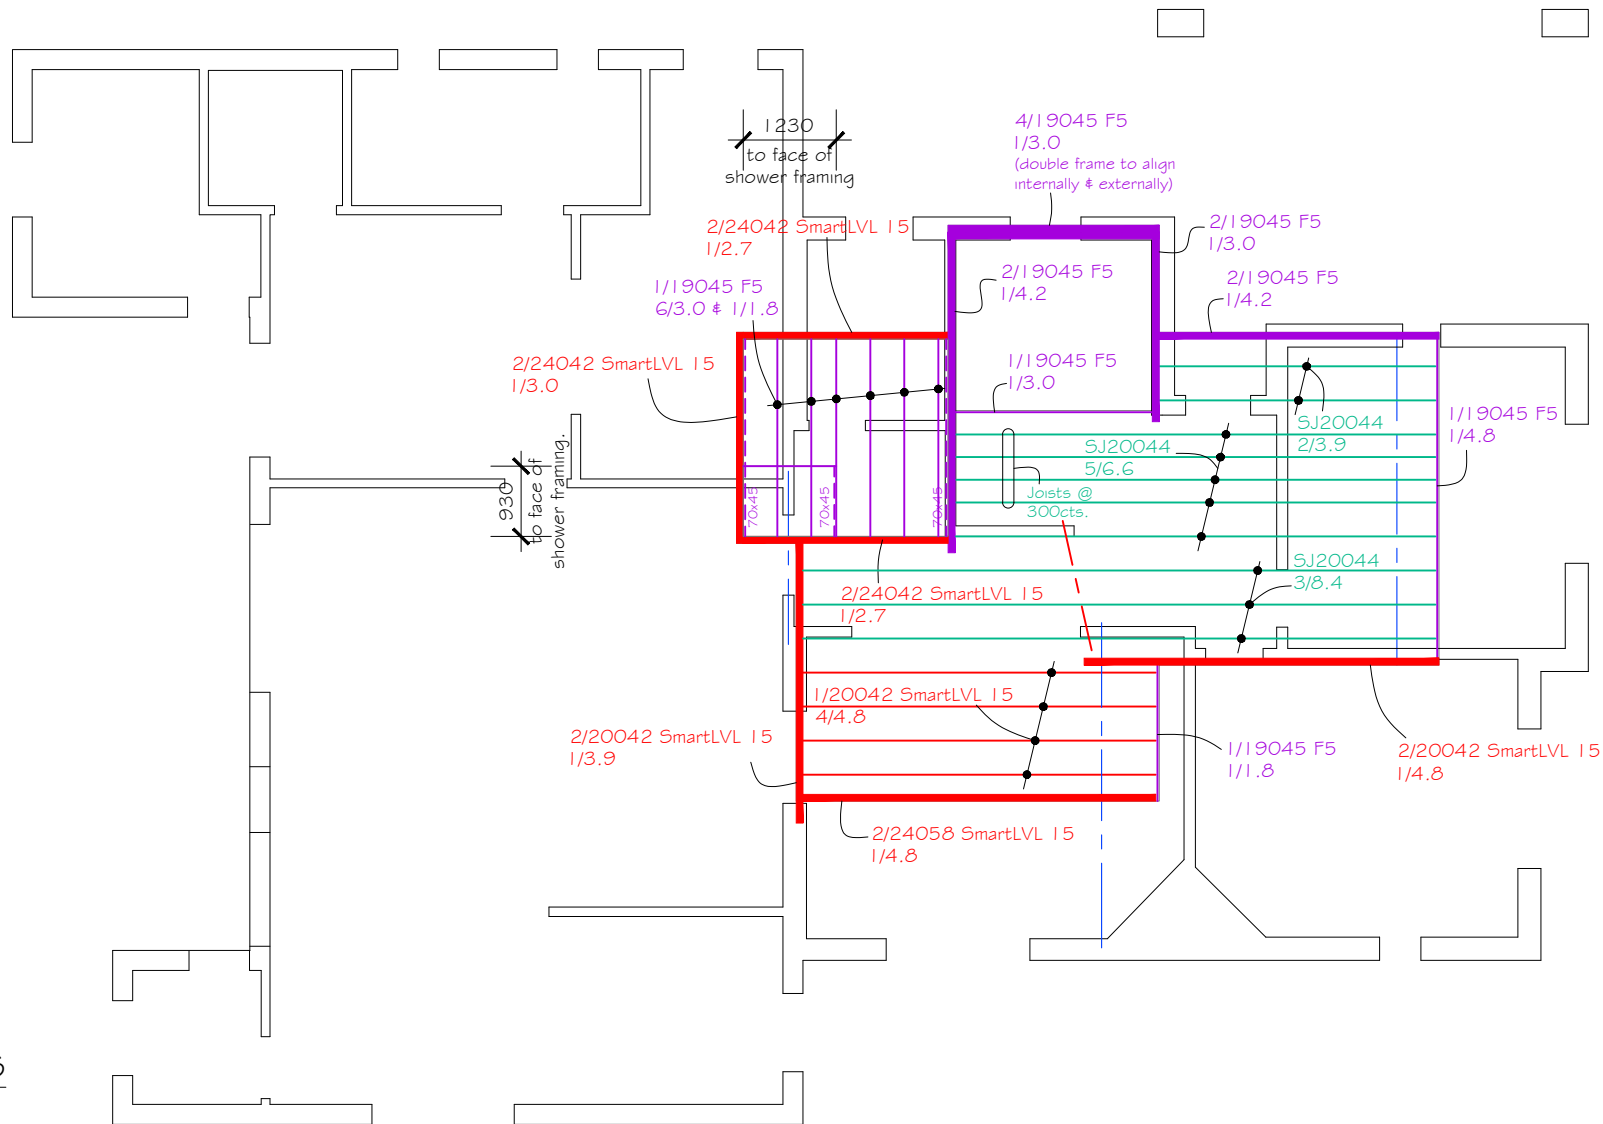 1230
to face of
shower framing
4/19045 F5
1/3.0
(double frame to align
internally & externally)
2/24042 SmartLVL 15
1/2.7
2/19045 F5
1/3.0
1/19045 F5
6/3.0 & 1/1.8
2/19045 F5
1/4.2
2/19045 F5
1/4.2
2/24042 SmartLVL 15
1/3.0
1/19045 F5
1/3.0
SJ20044
2/3.9
1/19045 F5
1/4.8
SJ20044
5/6.6
Joists @
300cts.
70x45
70x45
70x45
930
to face of
shower framing.
SJ20044
3/8.4
2/24042 SmartLVL 15
1/2.7
1/20042 SmartLVL 15
4/4.8
2/20042 SmartLVL 15
1/3.9
1/19045 F5
1/1.8
2/20042 SmartLVL 15
1/4.8
2/24058 SmartLVL 15
1/4.8